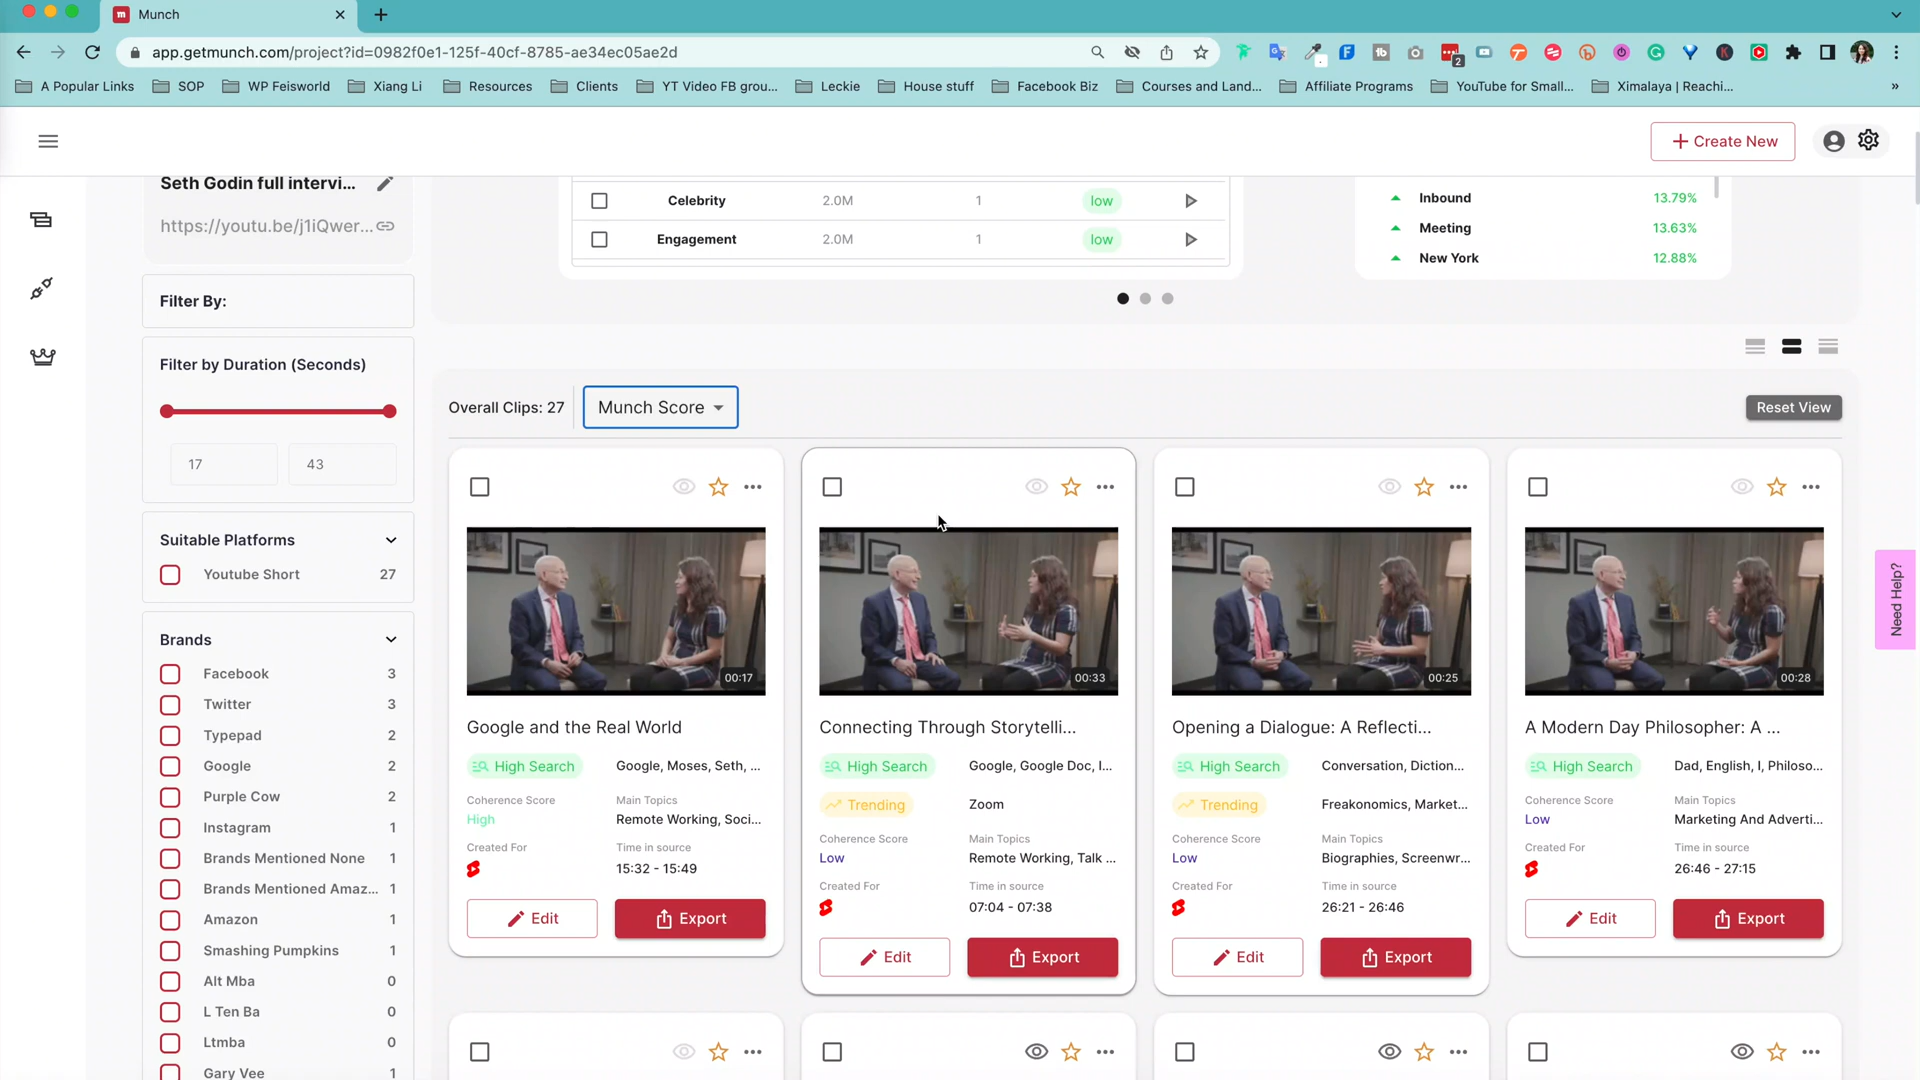 Munch
app.getmunch.com/project?id=0982f0e1-125f-40cf-8785-ae34ec05ae2d
A Popular Links SOP WP Feisworld Xiang Li Resources Clients YT Video FB grou... Leckie House stuff Facebook Biz Courses and Land... Affiliate Programs YouTube for Small... Ximalaya | Reachi... »
+ Create New
Seth Godin full intervi...
https://youtu.be/j1iQwer...
Celebrity 2.0M 1 low
Engagement 2.0M 1 low
Inbound 13.79%
Meeting 13.63%
New York 12.88%
Filter By:
Filter by Duration (Seconds)
17 43
Suitable Platforms
Youtube Short 27
Brands
Facebook 3
Twitter 3
Typepad 2
Google 2
Purple Cow 2
Instagram 1
Brands Mentioned None 1
Brands Mentioned Amaz... 1
Amazon 1
Smashing Pumpkins 1
Alt Mba 0
L Ten Ba 0
Ltmba 0
Gary Vee 1
Overall Clips: 27 Munch Score
Reset View
00:17
Google and the Real World
High Search Google, Moses, Seth, ...
Coherence Score Main Topics
High Remote Working, Soci...
Created For Time in source
15:32 - 15:49
Edit Export
00:33
Connecting Through Storytelli...
High Search Google, Google Doc, I...
Trending Zoom
Coherence Score Main Topics
Low Remote Working, Talk ...
Created For Time in source
07:04 - 07:38
Edit Export
00:25
Opening a Dialogue: A Reflecti...
High Search Conversation, Diction...
Trending Freakonomics, Market...
Coherence Score Main Topics
Low Biographies, Screenwr...
Created For Time in source
26:21 - 26:46
Edit Export
00:28
A Modern Day Philosopher: A ...
High Search Dad, English, I, Philoso...
Coherence Score Main Topics
Low Marketing And Adverti...
Created For Time in source
26:46 - 27:15
Edit Export
Need Help?